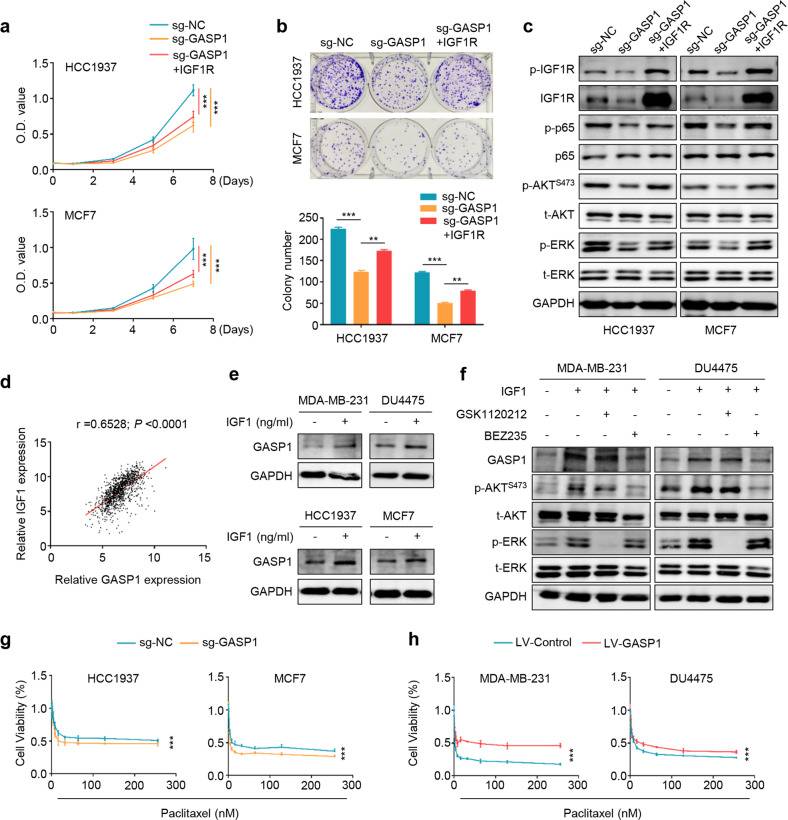 a
sg-NC
sg-GASP1
sg-GASP1
+IGF1R
HCC1937
O.D. value
1.5
1.0
0.5
0.0
0 2 4 6 8 (Days)
***
***
MCF7
O.D. value
1.5
1.0
0.5
0.0
0 2 4 6 8 (Days)
***
***
b
sg-NC
sg-GASP1
sg-GASP1
+IGF1R
HCC1937
MCF7
sg-NC
sg-GASP1
sg-GASP1
+IGF1R
Colony number
250
200
150
100
50
0
***
**
***
**
HCC1937 MCF7
c
sg-NC
sg-GASP1
sg-GASP1
+IGF1R
sg-NC
sg-GASP1
sg-GASP1
+IGF1R
p-IGF1R
IGF1R
p-p65
p65
p-AKTS473
t-AKT
p-ERK
t-ERK
GAPDH
HCC1937 MCF7
d
r =0.6528; P <0.0001
Relative IGF1 expression
20
15
10
5
0
0 5 10 15
Relative GASP1 expression
e
MDA-MB-231 DU4475
IGF1 (ng/ml) - + - +
GASP1
GAPDH
HCC1937 MCF7
IGF1 (ng/ml) - + - +
GASP1
GAPDH
f
MDA-MB-231 DU4475
IGF1 - + + + - + + +
GSK1120212 - - + - - - + -
BEZ235 - - - + - - - +
GASP1
p-AKTS473
t-AKT
p-ERK
t-ERK
GAPDH
g
sg-NC sg-GASP1
HCC1937
Cell Viability (%)
1.5
1.0
0.5
0.0
0 100 200 300
***
MCF7
1.5
1.0
0.5
0.0
0 100 200 300
***
Paclitaxel (nM)
h
LV-Control LV-GASP1
MDA-MB-231
Cell Viability (%)
1.5
1.0
0.5
0.0
0 100 200 300
***
DU4475
1.5
1.0
0.5
0.0
0 100 200 300
***
Paclitaxel (nM)